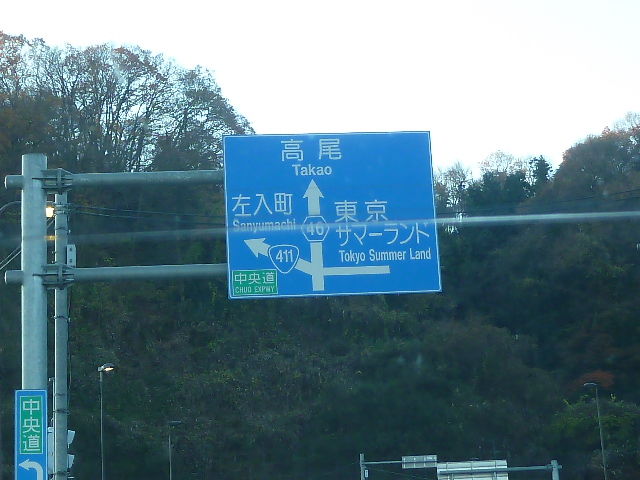 高尾
Takao
左入町
Sanyumachi
東京
サマーランド
Tokyo Summer Land
46
411
中央道
CHUO EXPWY
中央道